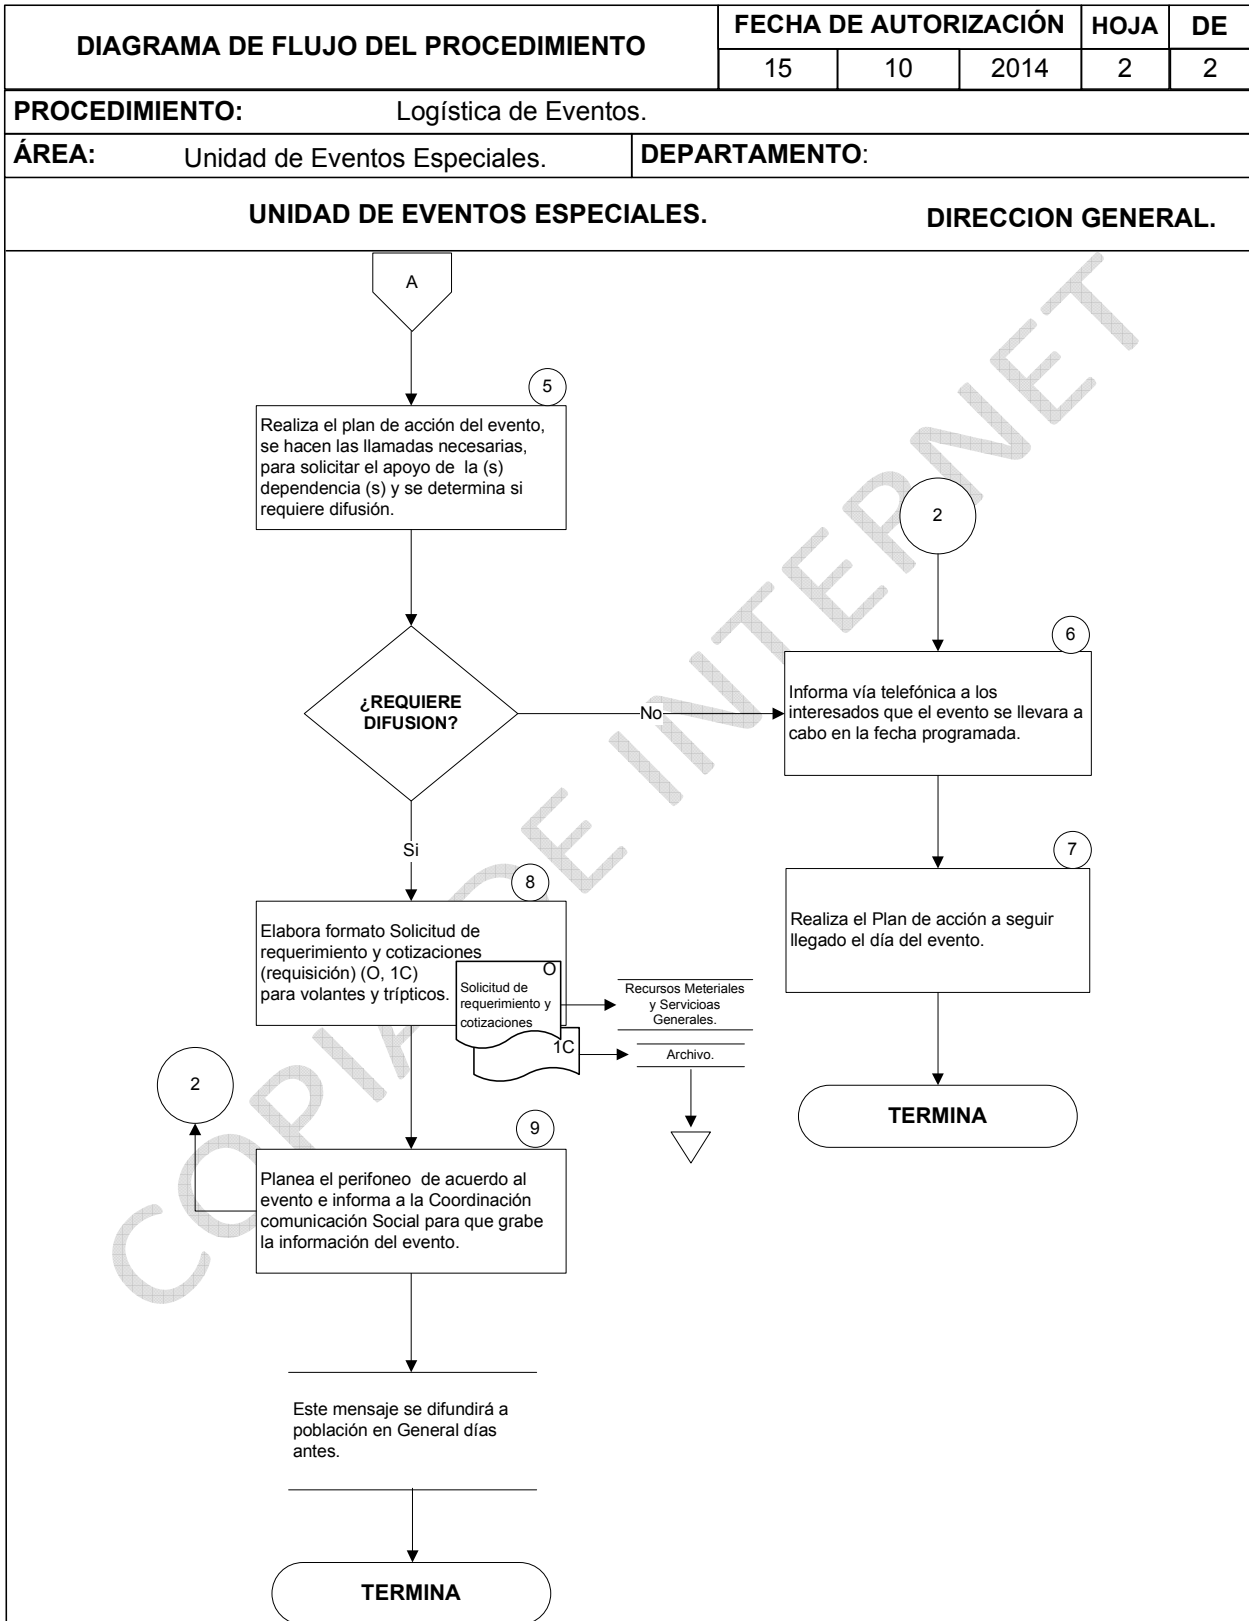 DIAGRAMA DE FLUJO DEL PROCEDIMIENTO
FECHA DE AUTORIZACIÓN
HOJA
DE
15
10
2014
2
2
PROCEDIMIENTO:
Logística de Eventos.
ÁREA:
Unidad de Eventos Especiales.
DEPARTAMENTO:
UNIDAD DE EVENTOS ESPECIALES.
DIRECCION GENERAL.
A
5
Realiza el plan de acción del evento,
se hacen las llamadas necesarias,
para solicitar el apoyo de la (s)
dependencia (s) y se determina si
requiere difusión.
2
¿REQUIERE
DIFUSION?
No
6
Informa vía telefónica a los
interesados que el evento se llevara a
cabo en la fecha programada.
Si
7
Realiza el Plan de acción a seguir
llegado el día del evento.
8
Elabora formato Solicitud de
requerimiento y cotizaciones
(requisición) (O, 1C)
para volantes y trípticos.
O
Solicitud de
requerimiento y
cotizaciones
1C
Recursos Meteriales
y Servicioas
Generales.
Archivo.
TERMINA
2
9
Planea el perifoneo de acuerdo al
evento e informa a la Coordinación
comunicación Social para que grabe
la información del evento.
Este mensaje se difundirá a
población en General días
antes.
TERMINA
COPIA DE INTERNET